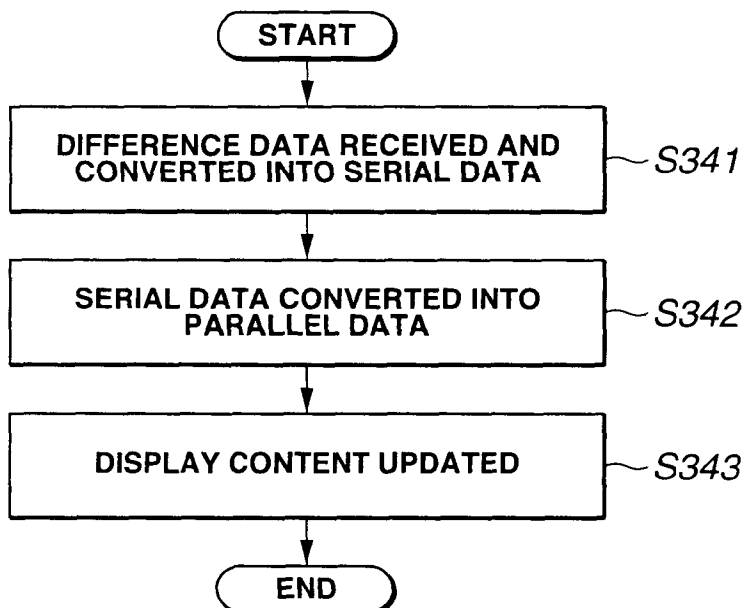 START
DIFFERENCE DATA RECEIVED AND
CONVERTED INTO SERIAL DATA
S341
SERIAL DATA CONVERTED INTO
PARALLEL DATA
S342
DISPLAY CONTENT UPDATED
S343
END